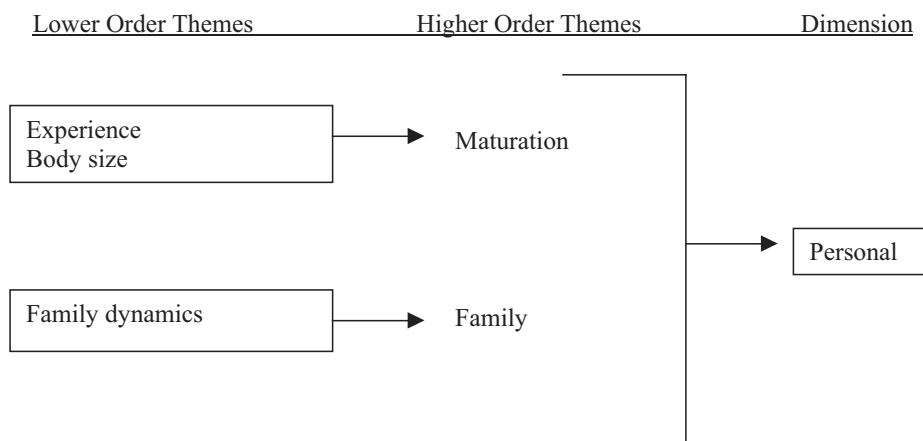 Lower Order Themes Higher Order Themes Dimension
Experience
Body size
Maturation
Personal
Family dynamics
Family